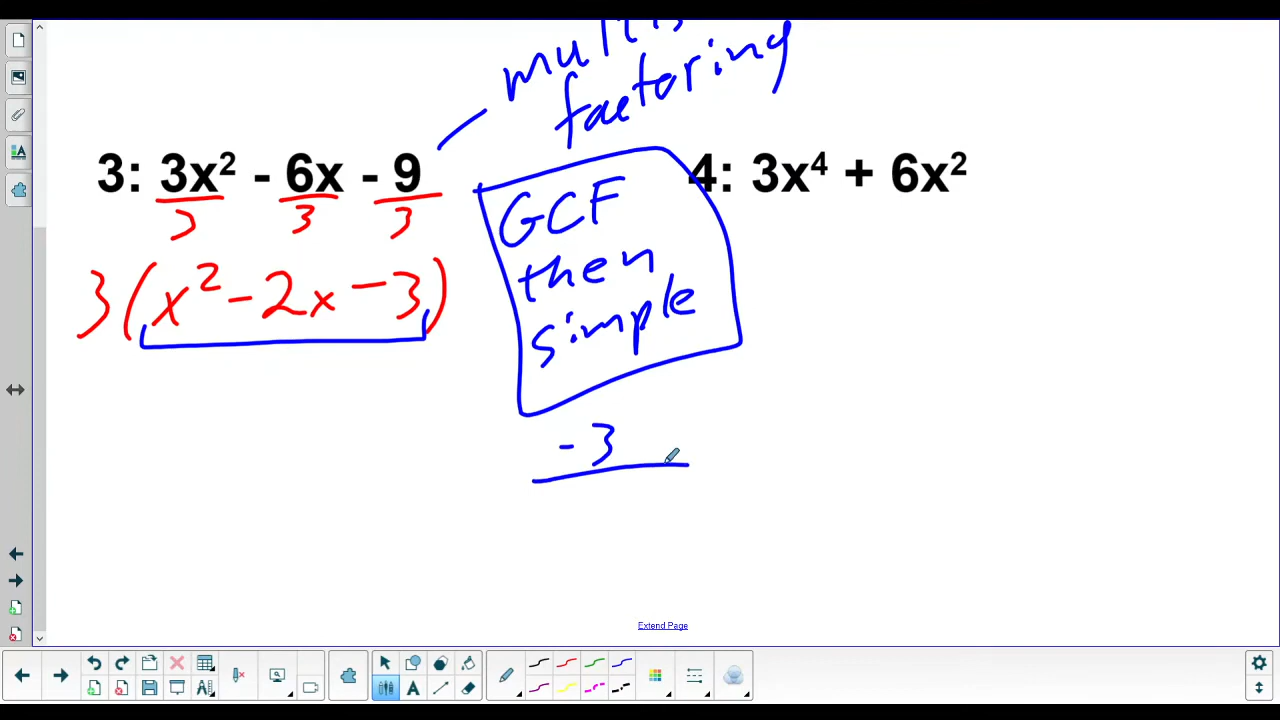 multi
factoring
3: 3x² - 6x - 9
3 3 3
3(x² - 2x - 3)
GCF
then
simple
4: 3x⁴ + 6x²
-3
Extend Page